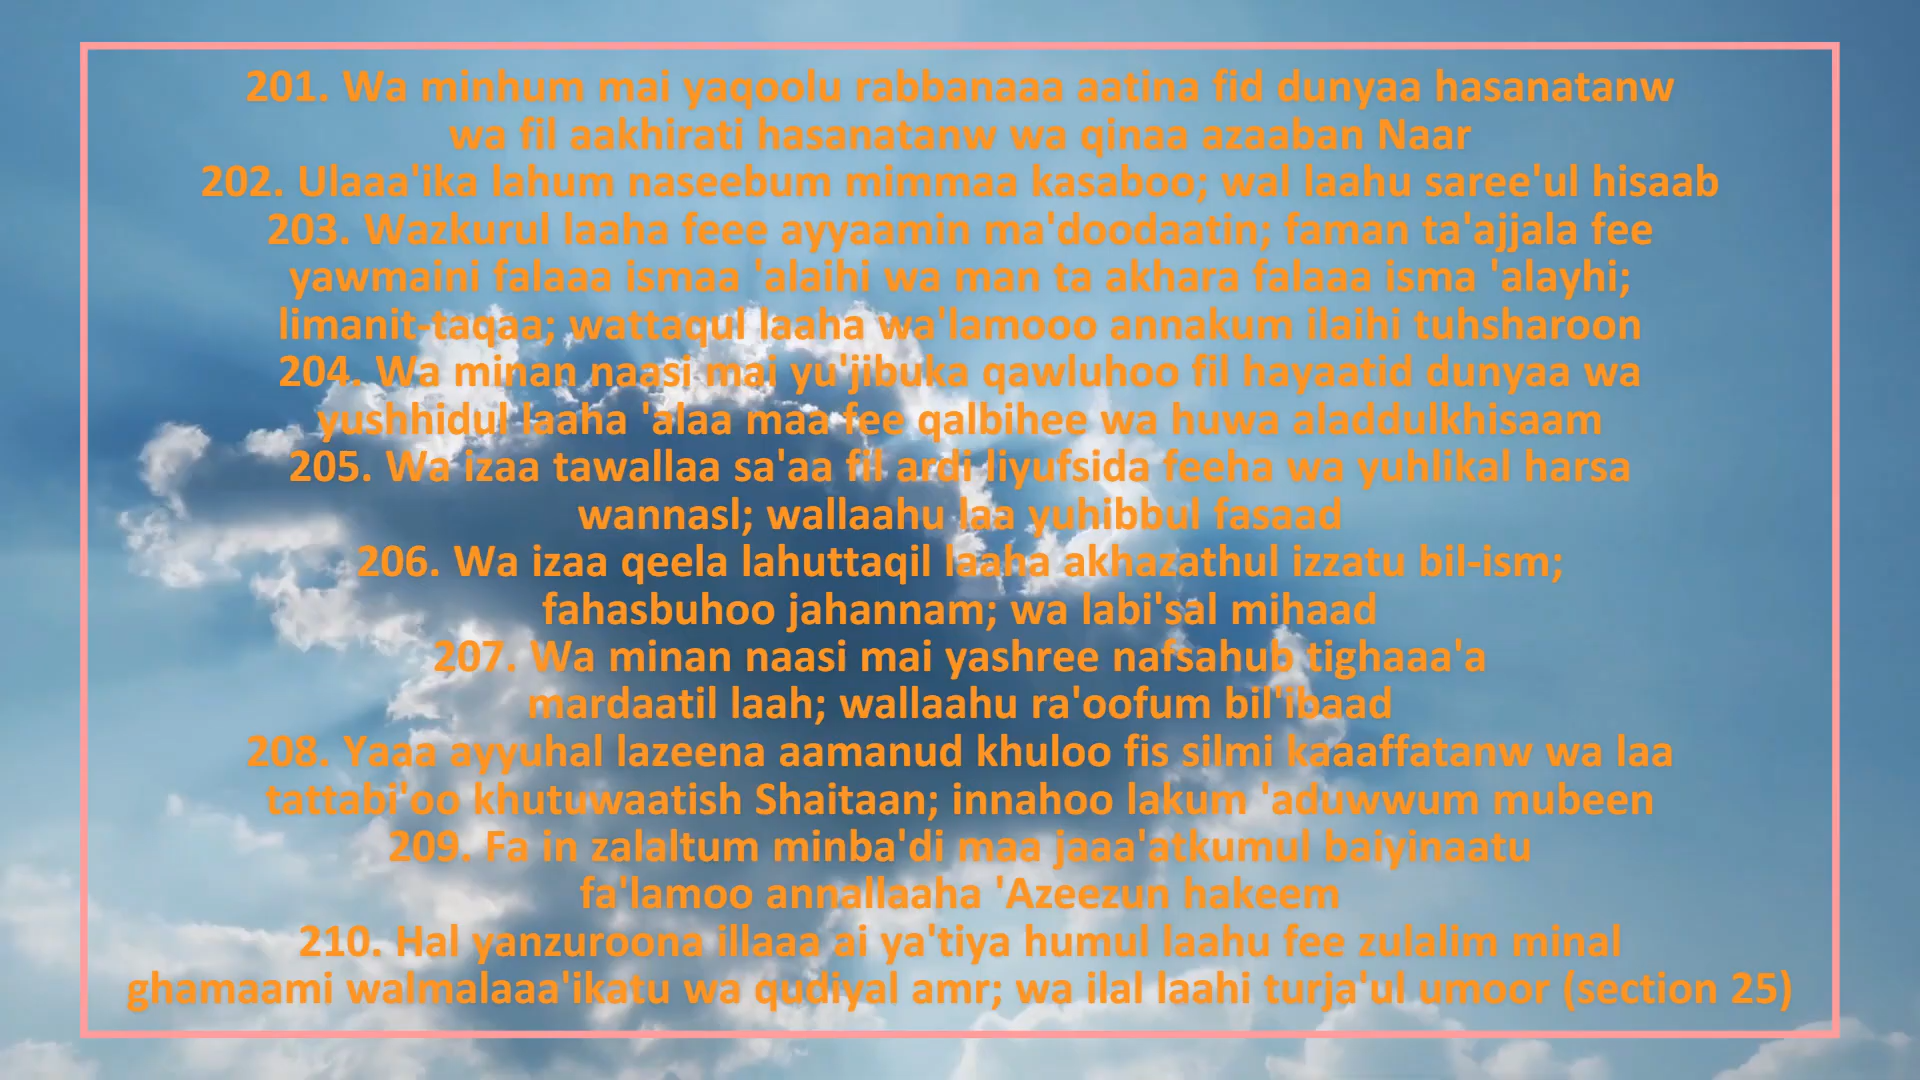 201. Wa minhum mai yaqoolu rabbanaaa aatina fid dunyaa hasanatanw
wa fil aakhirati hasanatanw wa qinaa azaaban Naar
202. Ulaaa'ika lahum naseebum mimmaa kasaboo; wal laahu saree'ul hisaab
203. Wazkurul laaha feee ayyaamin ma'doodaatin; faman ta'ajjala fee
yawmaini falaaa ismaa 'alaihi wa man ta akhara falaaa isma 'alayhi;
limanit-taqaa; wattaqul laaha wa'lamooo annakum ilaihi tuhsharoon
204. Wa minan naasi mai yu'jibuka qawluhoo fil hayaatid dunyaa wa
yushhidul laaha 'alaa maa fee qalbihee wa huwa aladdulkhisaam
205. Wa izaa tawallaa sa'aa fil ardi liyufsida feeha wa yuhlikal harsa
wannasl; wallaahu laa yuhibbul fasaad
206. Wa izaa qeela lahuttaqil laaha akhazathul izzatu bil-ism;
fahasbuhoo jahannam; wa labi'sal mihaad
207. Wa minan naasi mai yashree nafsahub tighaaa'a
mardaatil laah; wallaahu ra'oofum bil'ibaad
208. Yaaa ayyuhal lazeena aamanud khuloo fis silmi kaaaffatanw wa laa
tattabi'oo khutuwaatish Shaitaan; innahoo lakum 'aduwwum mubeen
209. Fa in zalaltum minba'di maa jaaa'atkumul baiyinaatu
fa'lamoo annallaaha 'Azeezun hakeem
210. Hal yanzuroona illaaa ai ya'tiya humul laahu fee zulalim minal
ghamaami walmalaaa'ikatu wa qudiyal amr; wa ilal laahi turja'ul umoor (section 25)